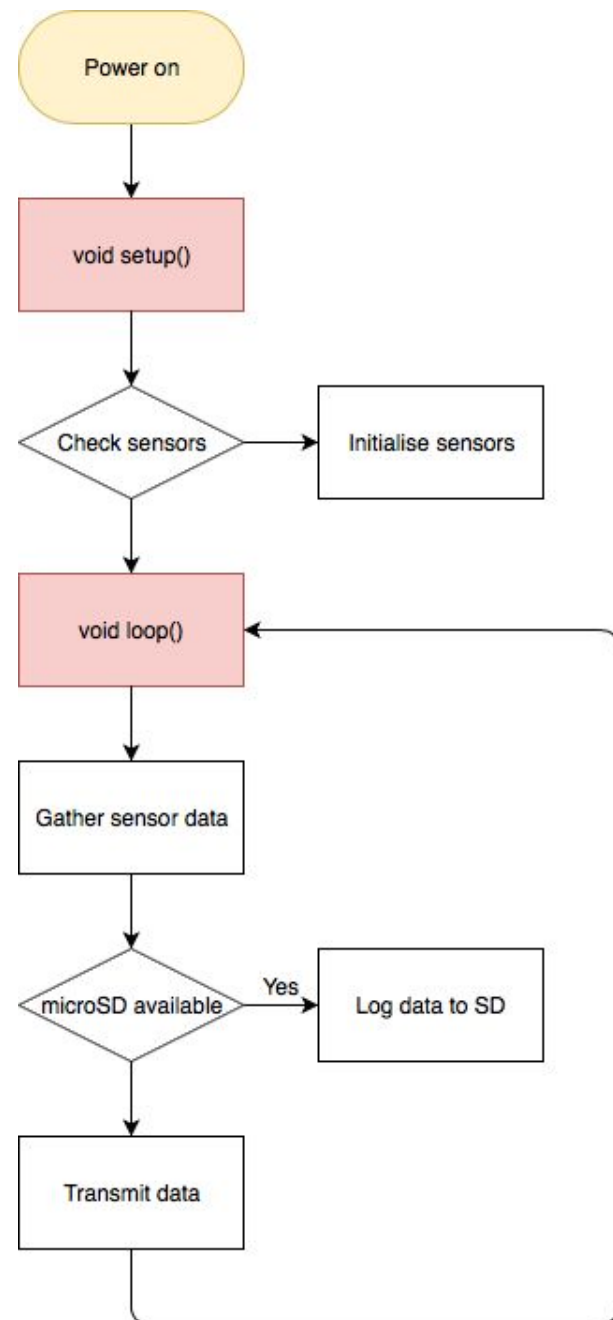 Power on
void setup()
Check sensors
Initialise sensors
void loop()
Gather sensor data
microSD available
Yes
Log data to SD
Transmit data